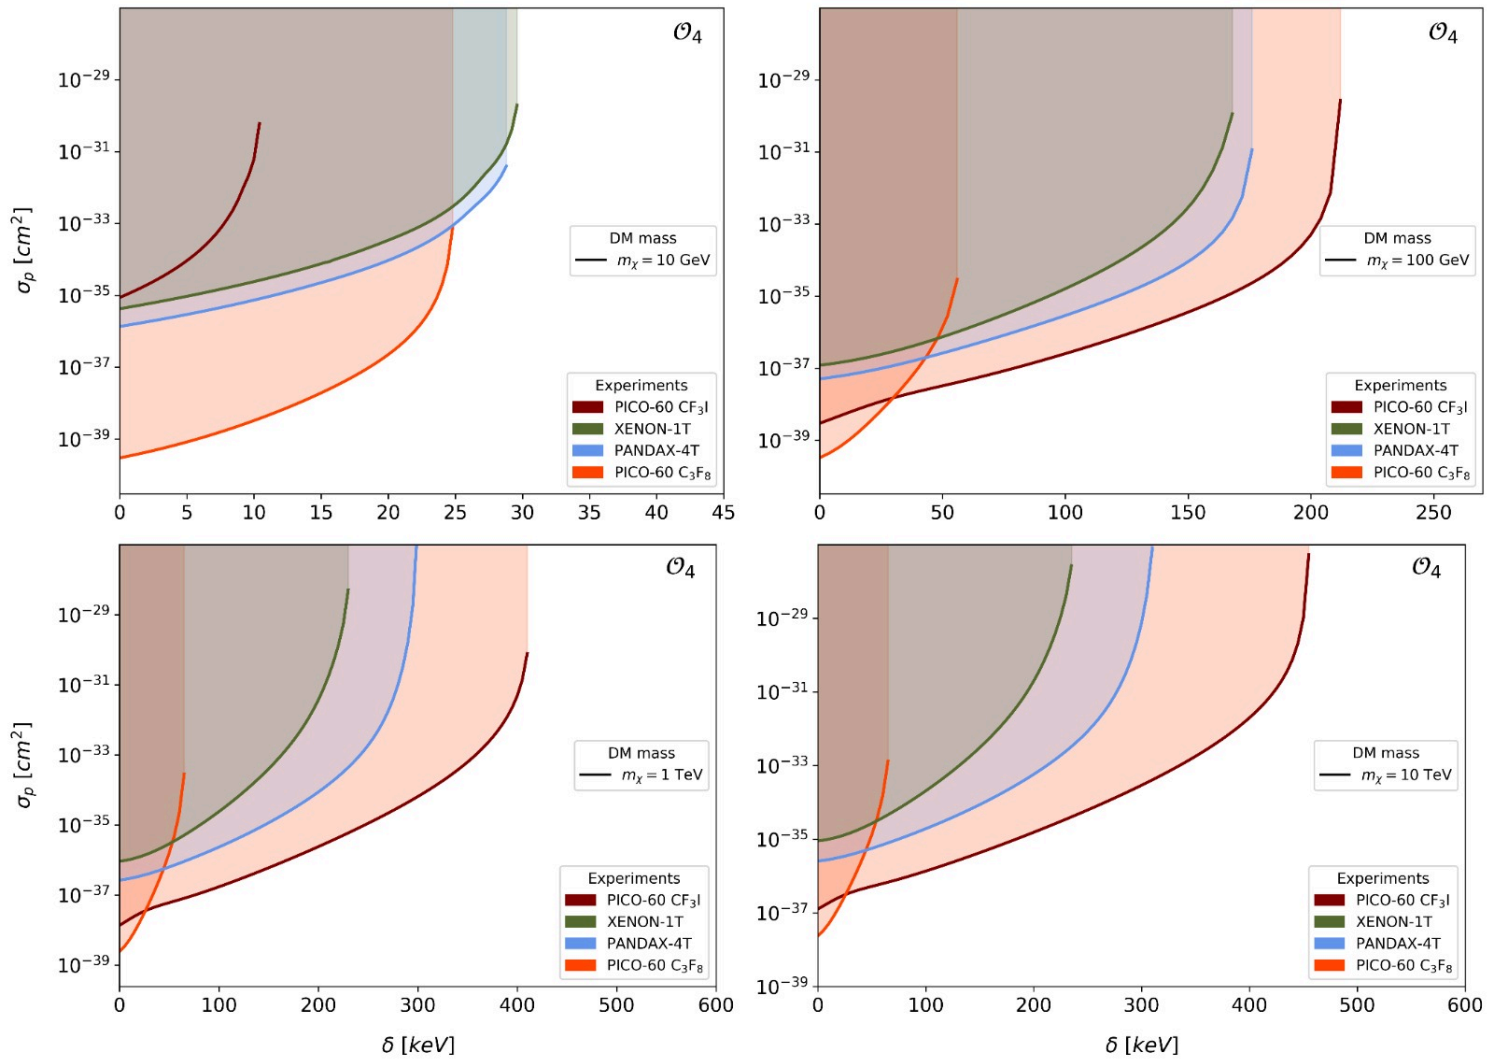 𝒪₄
10⁻²⁹
10⁻³¹
10⁻³³
10⁻³⁵
10⁻³⁷
10⁻³⁹
σₚ [cm²]
DM mass
mᵪ = 10 GeV
Experiments
PICO-60 CF₃I
XENON-1T
PANDAX-4T
PICO-60 C₃F₈
0 5 10 15 20 25 30 35 40 45
𝒪₄
10⁻²⁹
10⁻³¹
10⁻³³
10⁻³⁵
10⁻³⁷
10⁻³⁹
DM mass
mᵪ = 100 GeV
Experiments
PICO-60 CF₃I
XENON-1T
PANDAX-4T
PICO-60 C₃F₈
0 50 100 150 200 250
𝒪₄
10⁻²⁹
10⁻³¹
10⁻³³
10⁻³⁵
10⁻³⁷
10⁻³⁹
σₚ [cm²]
DM mass
mᵪ = 1 TeV
Experiments
PICO-60 CF₃I
XENON-1T
PANDAX-4T
PICO-60 C₃F₈
0 100 200 300 400 500 600
δ [keV]
𝒪₄
10⁻²⁹
10⁻³¹
10⁻³³
10⁻³⁵
10⁻³⁷
10⁻³⁹
DM mass
mᵪ = 10 TeV
Experiments
PICO-60 CF₃I
XENON-1T
PANDAX-4T
PICO-60 C₃F₈
0 100 200 300 400 500 600
δ [keV]